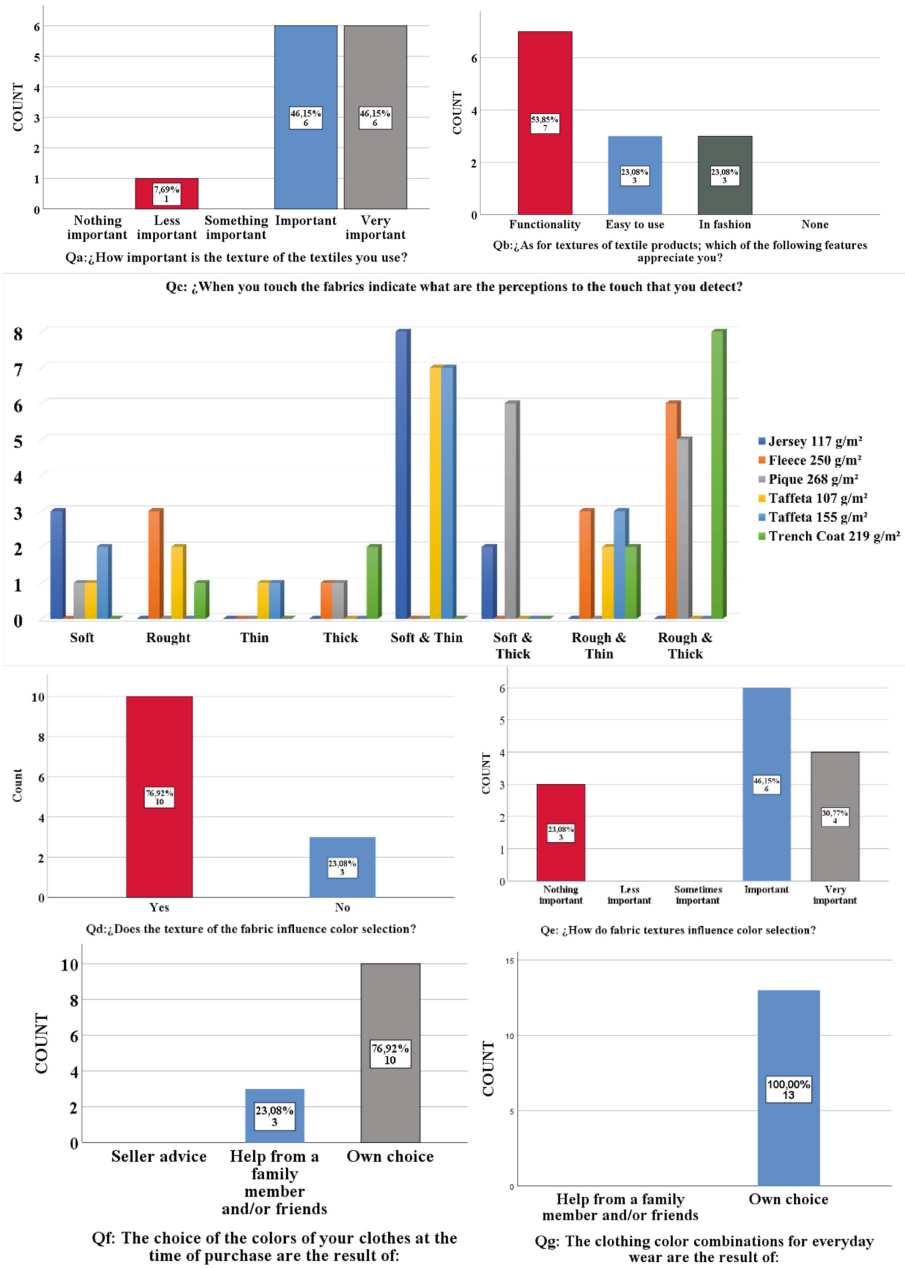 COUNT
6
5
4
3
2
1
0
46,15%
6
46,15%
6
7,69%
1
Nothing important
Less important
Something important
Important
Very important
Qa:¿How important is the texture of the textiles you use?
COUNT
6
4
2
0
53,85%
7
23,08%
3
23,08%
3
Functionality
Easy to use
In fashion
None
Qb:¿As for textures of textile products; which of the following features
appreciate you?
Qc: ¿When you touch the fabrics indicate what are the perceptions to the touch that you detect?
8
7
6
5
4
3
2
1
0
Soft
Rought
Thin
Thick
Soft & Thin
Soft &
Thick
Rough &
Thin
Rough &
Thick
Jersey 117 g/m²
Fleece 250 g/m²
Pique 268 g/m²
Taffeta 107 g/m²
Taffeta 155 g/m²
Trench Coat 219 g/m²
Count
10
8
6
4
2
0
76,92%
10
23,08%
3
Yes
No
Qd:¿Does the texture of the fabric influence color selection?
COUNT
6
5
4
3
2
1
0
23,08%
3
46,15%
6
30,77%
4
Nothing
important
Less
important
Sometimes
important
Important
Very
important
Qe: ¿How do fabric textures influence color selection?
COUNT
10
8
6
4
2
0
23,08%
3
76,92%
10
Seller advice
Help from a
family
member
and/or friends
Own choice
Qf: The choice of the colors of your clothes at the
time of purchase are the result of:
COUNT
15
10
5
0
100,00%
13
Help from a family
member and/or friends
Own choice
Qg: The clothing color combinations for everyday
wear are the result of: